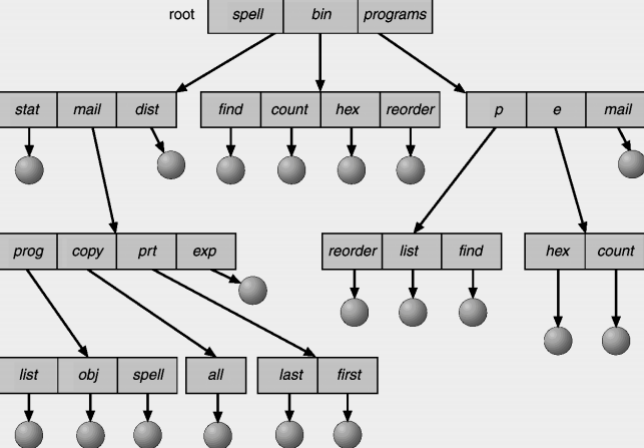 root spell bin programs
stat mail dist find count hex reorder p e mail
prog copy prt exp reorder list find hex count
list obj spell all last first